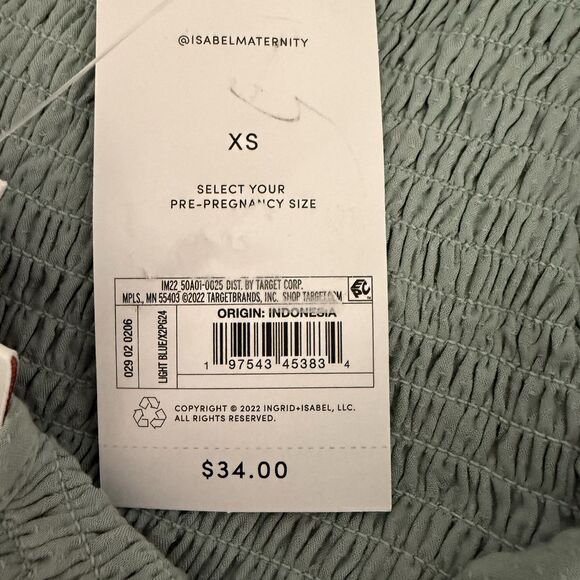 @ISABELMATERNITY
XS
SELECT YOUR
PRE-PREGNANCY SIZE
IM22 50A01-0025 DIST. BY TARGET CORP.
MPLS., MN 55403 ©2022 TARGETBRANDS, INC. SHOP TARGET.COM
ORIGIN: INDONESIA
029 02 0206
LIGHT BLUE/X2PG24
1 97543 45383 4
COPYRIGHT © 2022 INGRID+ISABEL, LLC.
ALL RIGHTS RESERVED.
$34.00